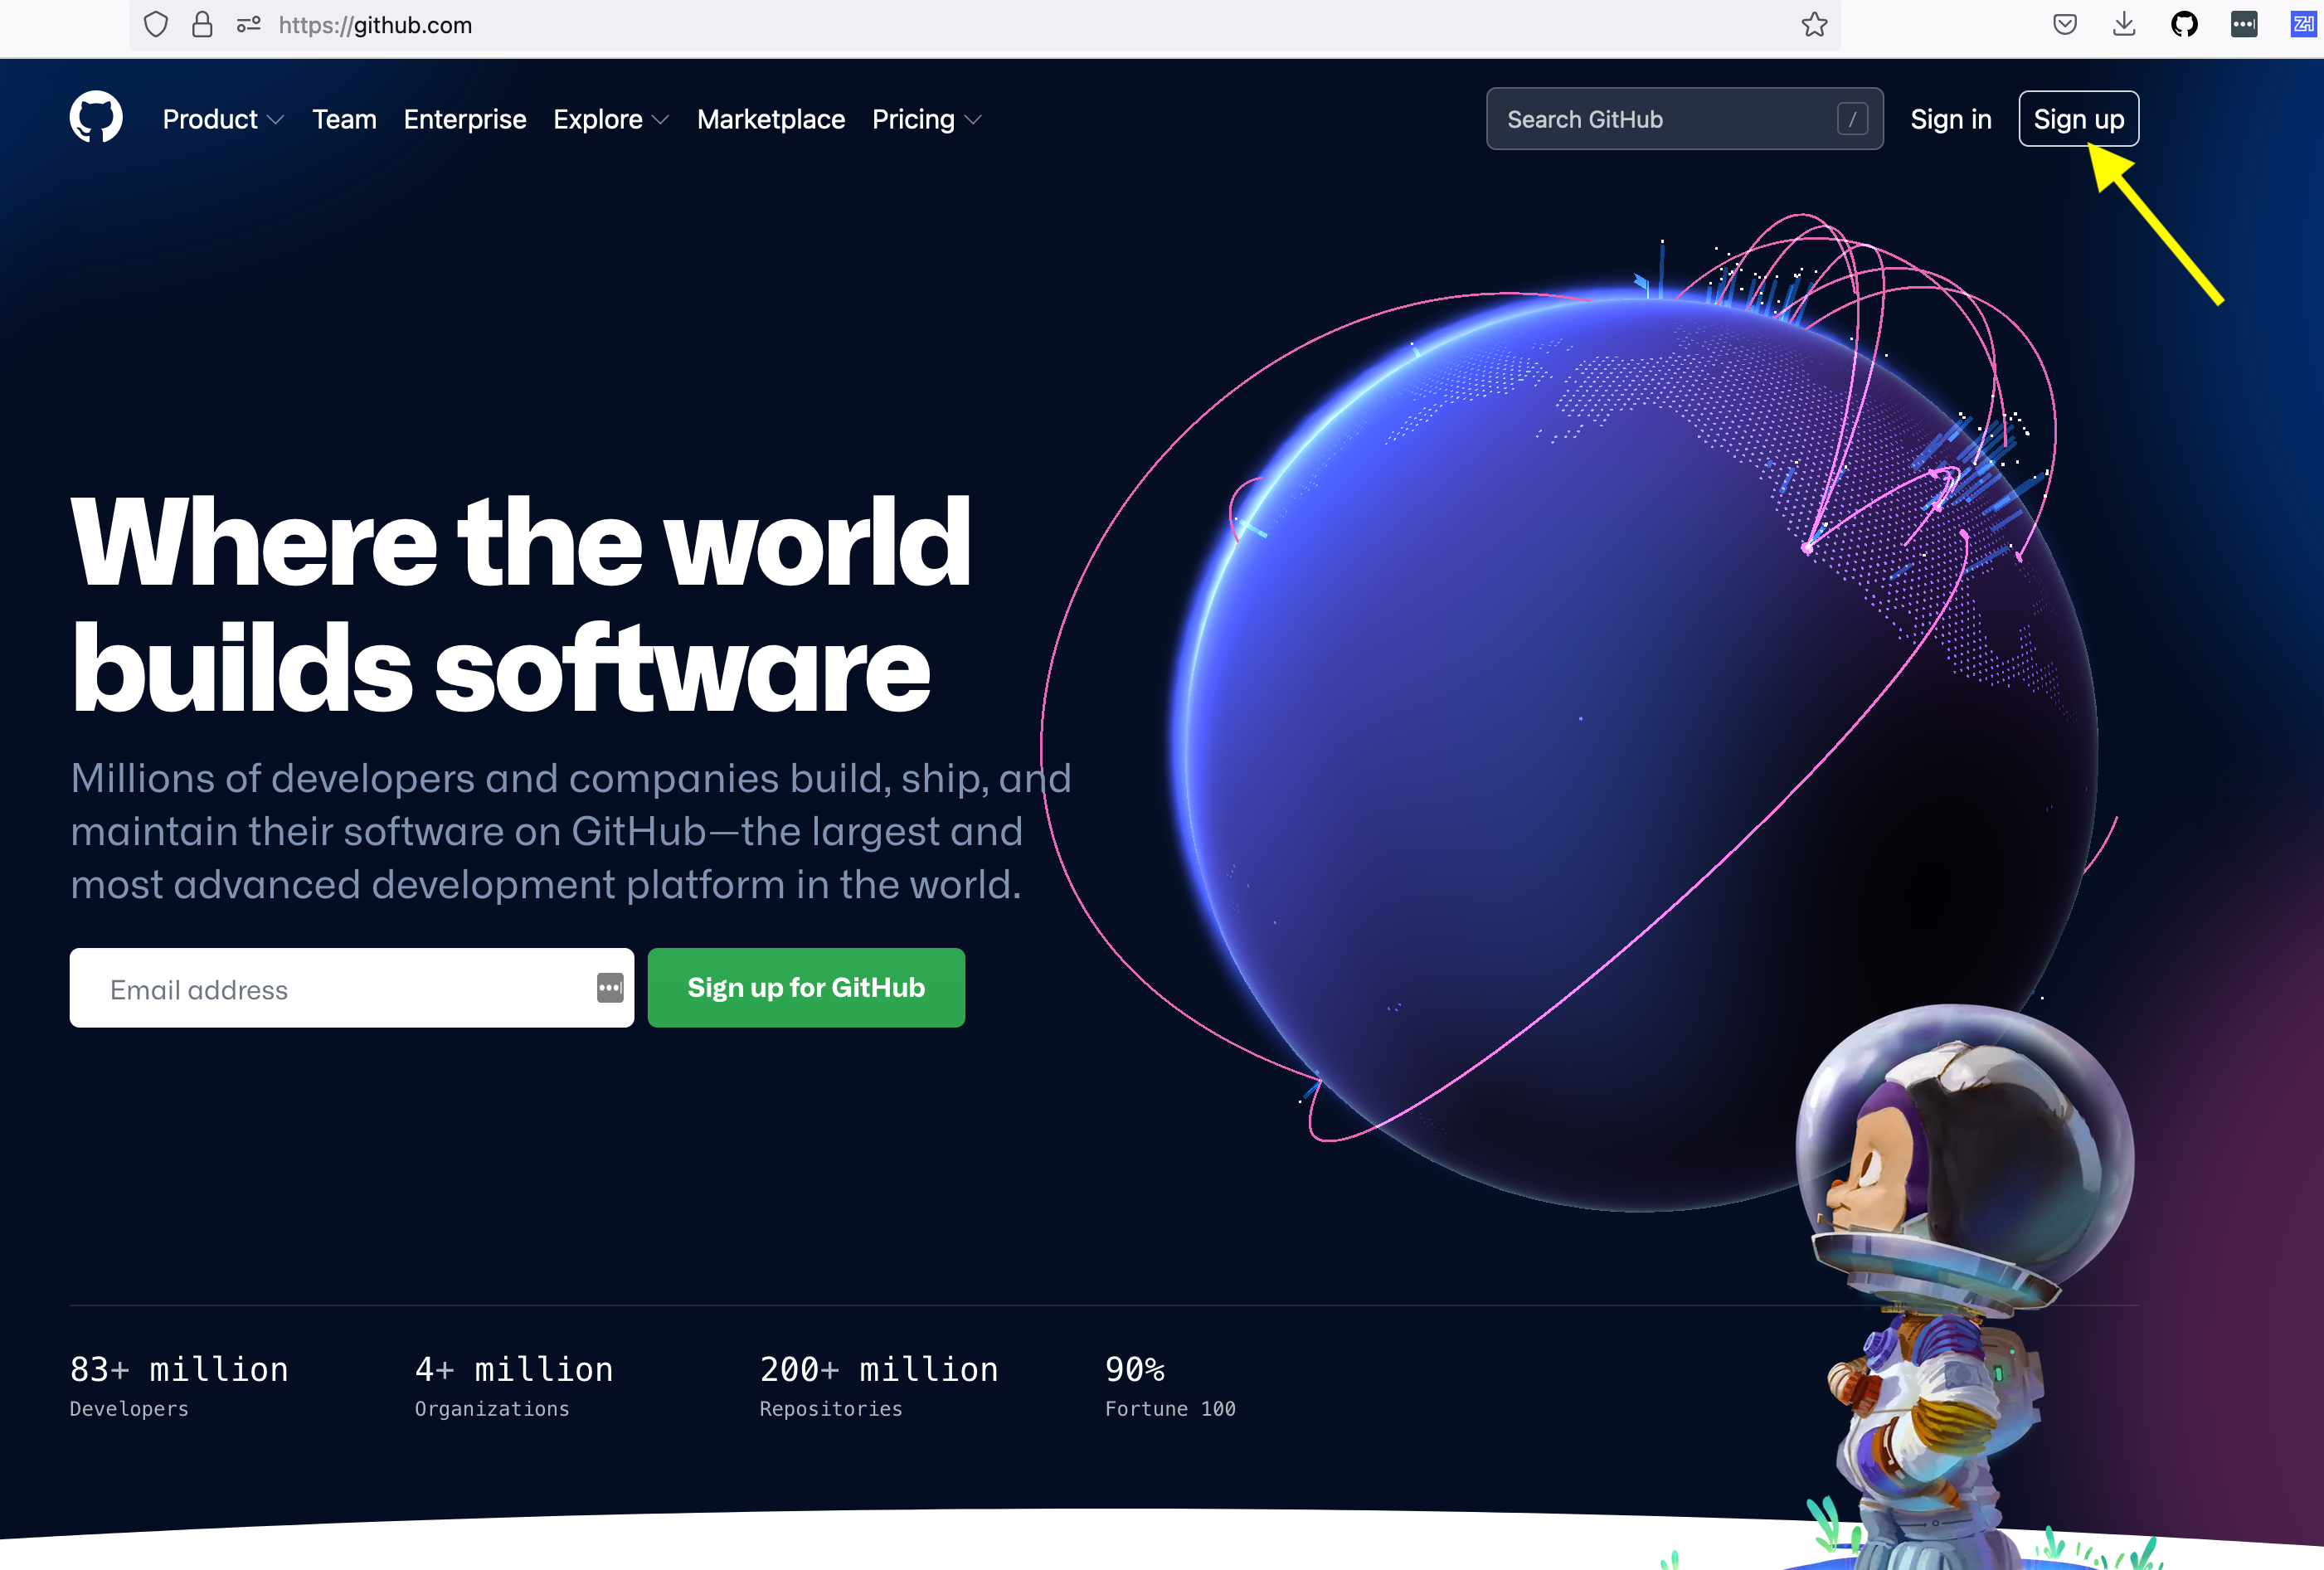 https://github.com
ZH
Product Team Enterprise Explore Marketplace Pricing
Search GitHub /
Sign in
Sign up
Where the world
builds software
Millions of developers and companies build, ship, and
maintain their software on GitHub—the largest and
most advanced development platform in the world.
Email address
Sign up for GitHub
83+ million
Developers
4+ million
Organizations
200+ million
Repositories
90%
Fortune 100